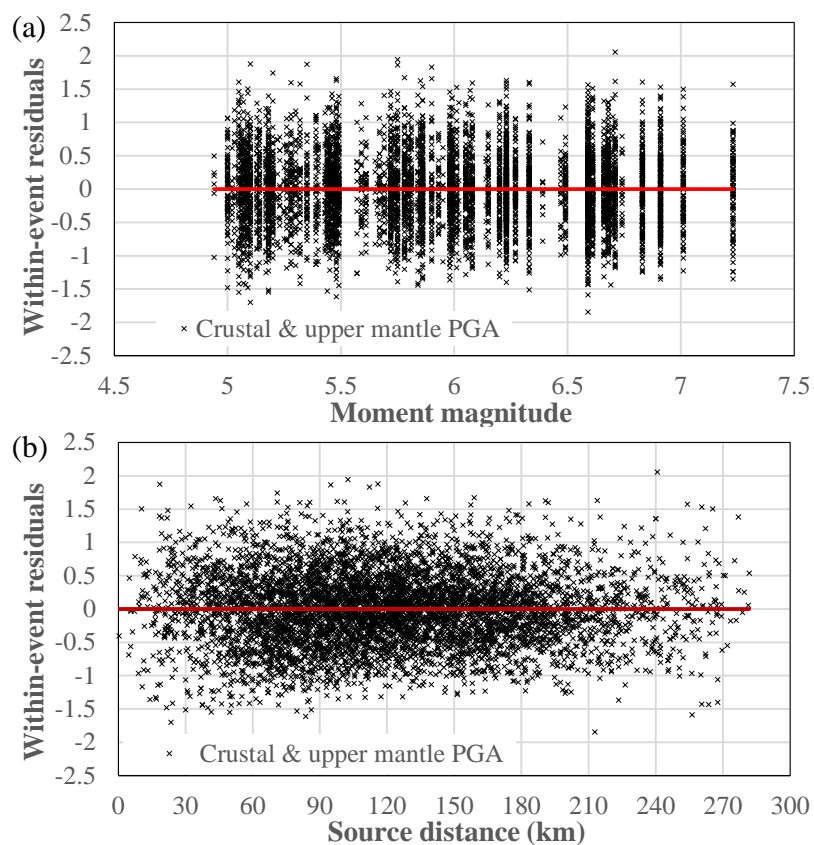 (a)
2.5
2
1.5
1
0.5
0
-0.5
-1
-1.5
-2
-2.5
Within-event residuals
× Crustal & upper mantle PGA
4.5 5 5.5 6 6.5 7 7.5
Moment magnitude
(b)
2.5
2
1.5
1
0.5
0
-0.5
-1
-1.5
-2
-2.5
Within-event residuals
× Crustal & upper mantle PGA
0 30 60 90 120 150 180 210 240 270 300
Source distance (km)